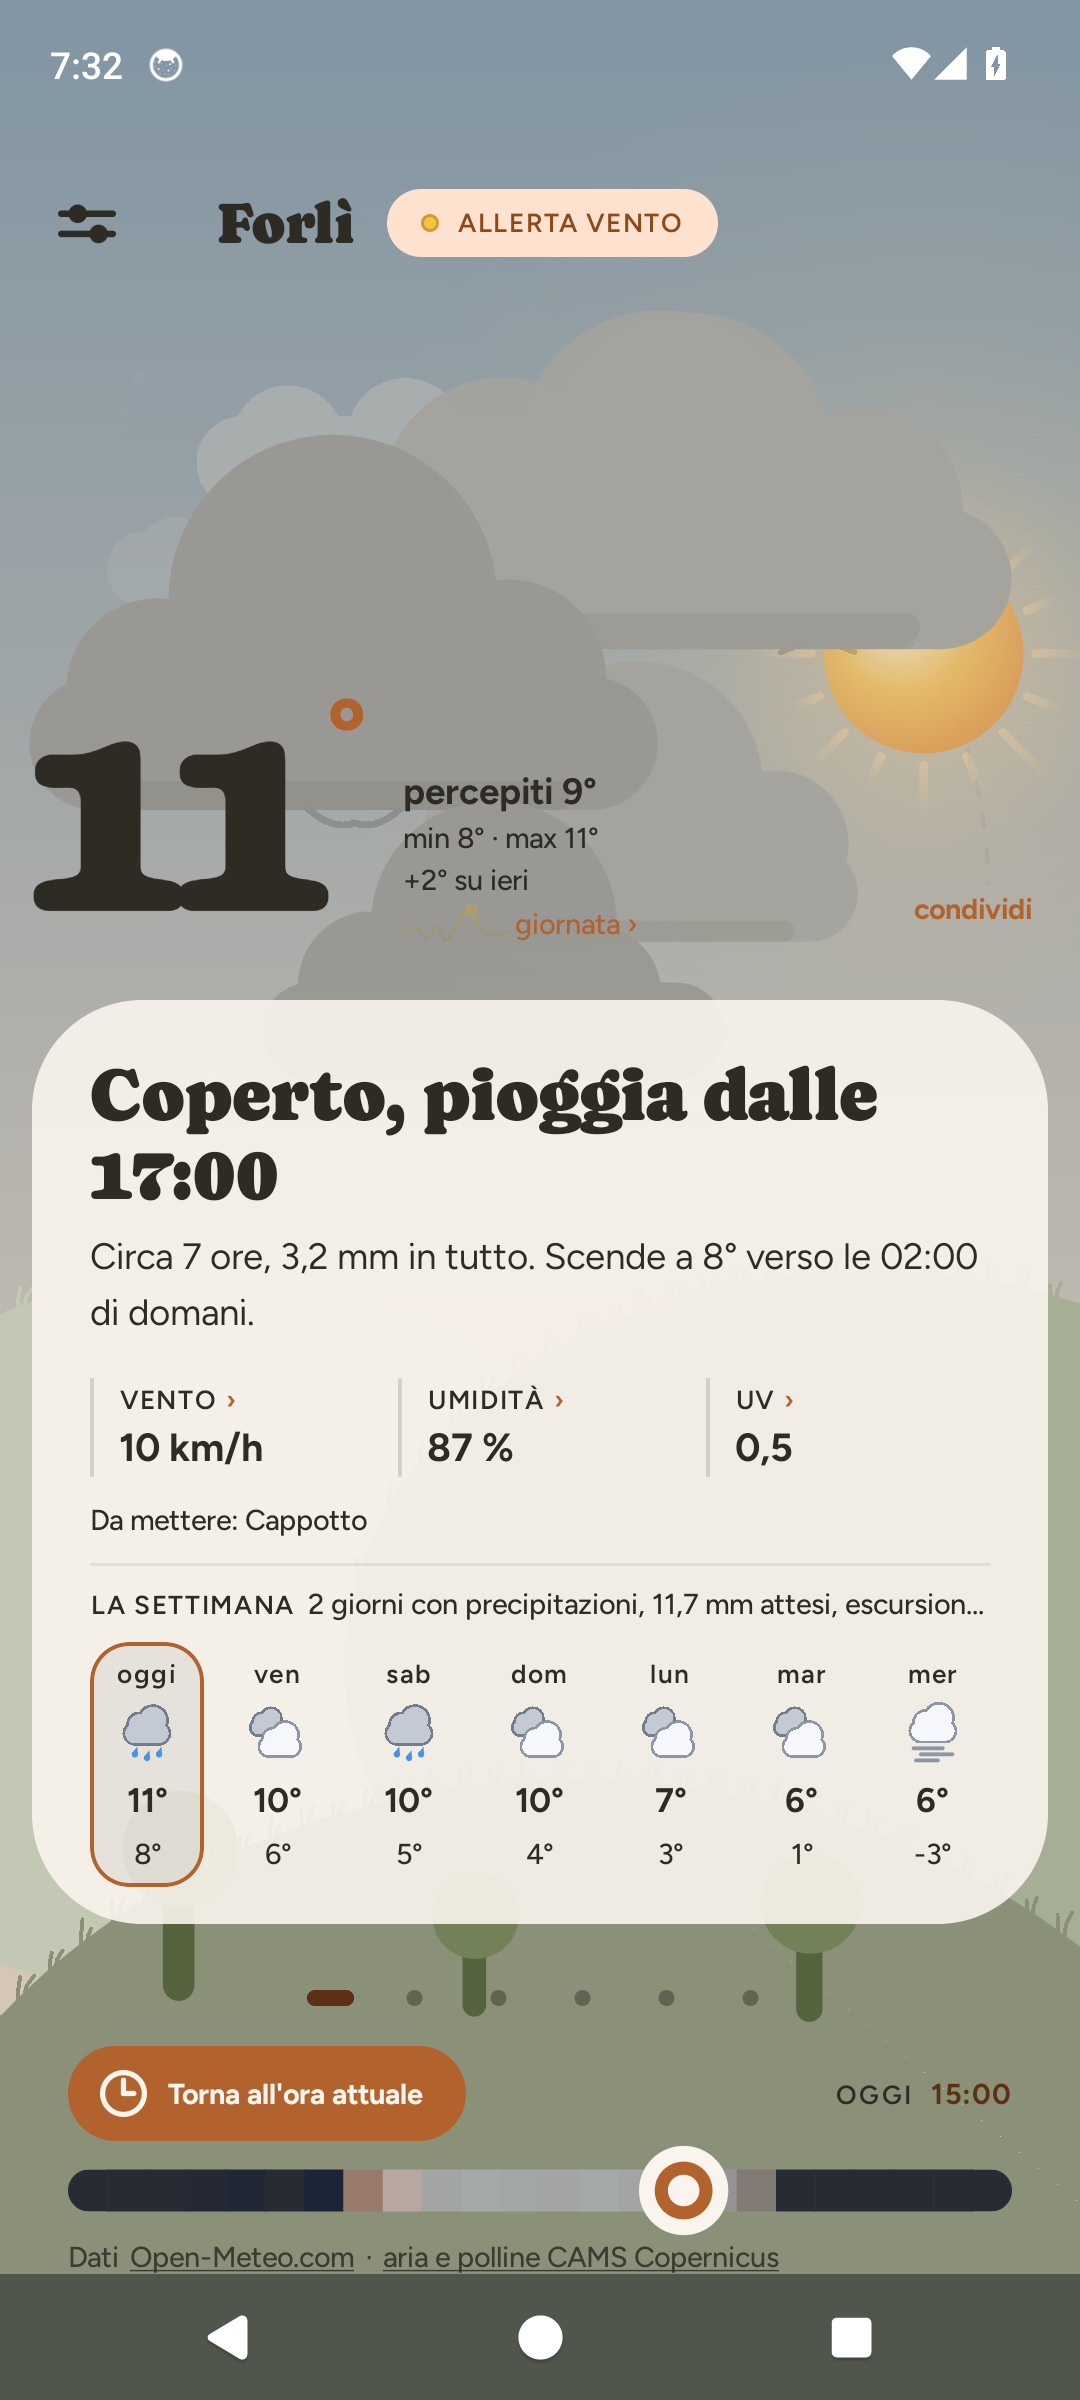 7:32
Forlì
ALLERTA VENTO
11°
percepiti 9°
min 8° · max 11°
+2° su ieri
giornata ›
condividi
Coperto, pioggia dalle
17:00
Circa 7 ore, 3,2 mm in tutto. Scende a 8° verso le 02:00
di domani.
VENTO › UMIDITÀ › UV ›
10 km/h 87 % 0,5
Da mettere: Cappotto
LA SETTIMANA 2 giorni con precipitazioni, 11,7 mm attesi, escursion...
oggi ven sab dom lun mar mer
11° 10° 10° 10° 7° 6° 6°
8° 6° 5° 4° 3° 1° -3°
Torna all'ora attuale OGGI 15:00
Dati Open-Meteo.com · aria e polline CAMS Copernicus